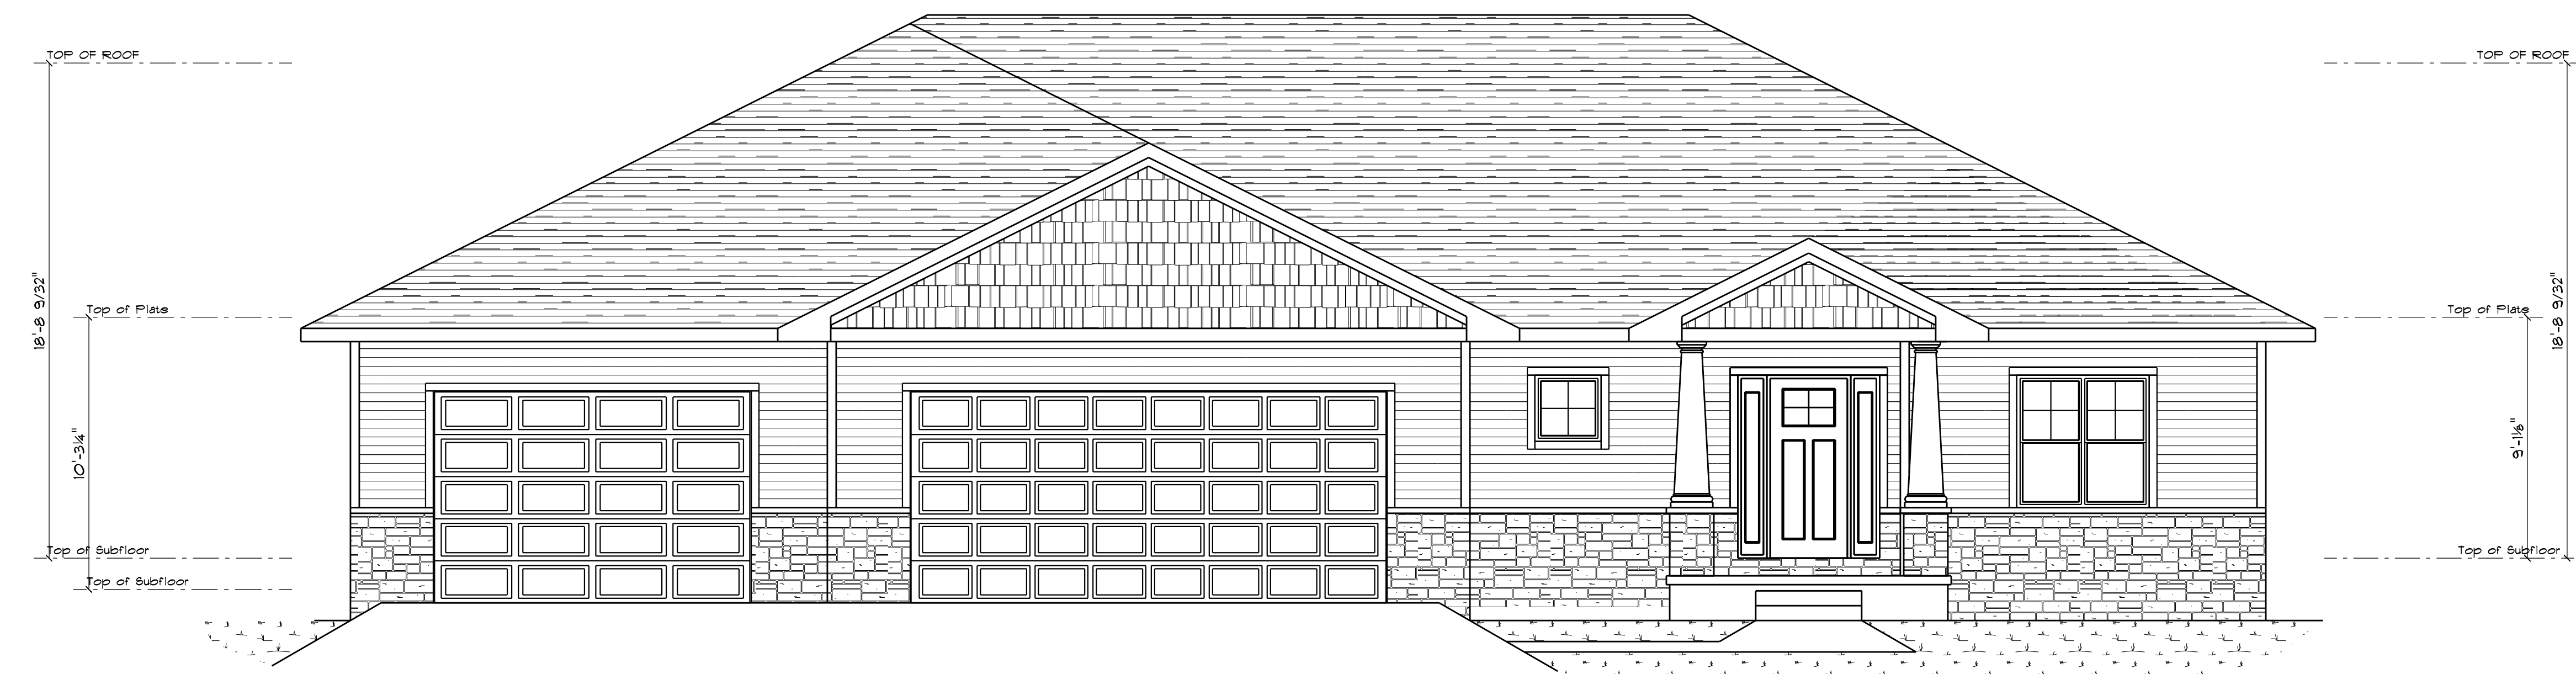 TOP OF ROOF
TOP OF ROOF
18'-8 9/32"
18'-8 9/32"
Top of Plate
Top of Plate
10'-3¼"
9'-1⅛"
Top of Subfloor
Top of Subfloor
Top of Subfloor